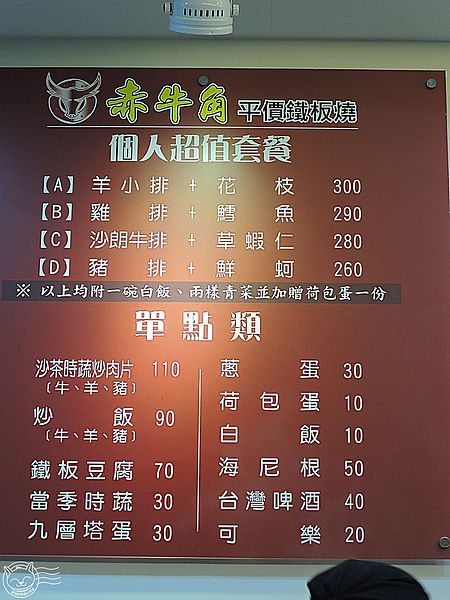 赤牛角 平價鐵板燒
個人超值套餐
【A】羊小排 + 花枝 300
【B】雞排 + 鱈魚 290
【C】沙朗牛排 + 草蝦仁 280
【D】豬排 + 鮮蚵 260
※ 以上均附一碗白飯、兩樣青菜並加贈荷包蛋一份
單點類
沙茶時蔬炒肉片 110
（牛、羊、豬）
炒飯 90
（牛、羊、豬）
鐵板豆腐 70
當季時蔬 30
九層塔蛋 30
蔥蛋 30
荷包蛋 10
白飯 10
海尼根 50
台灣啤酒 40
可樂 20